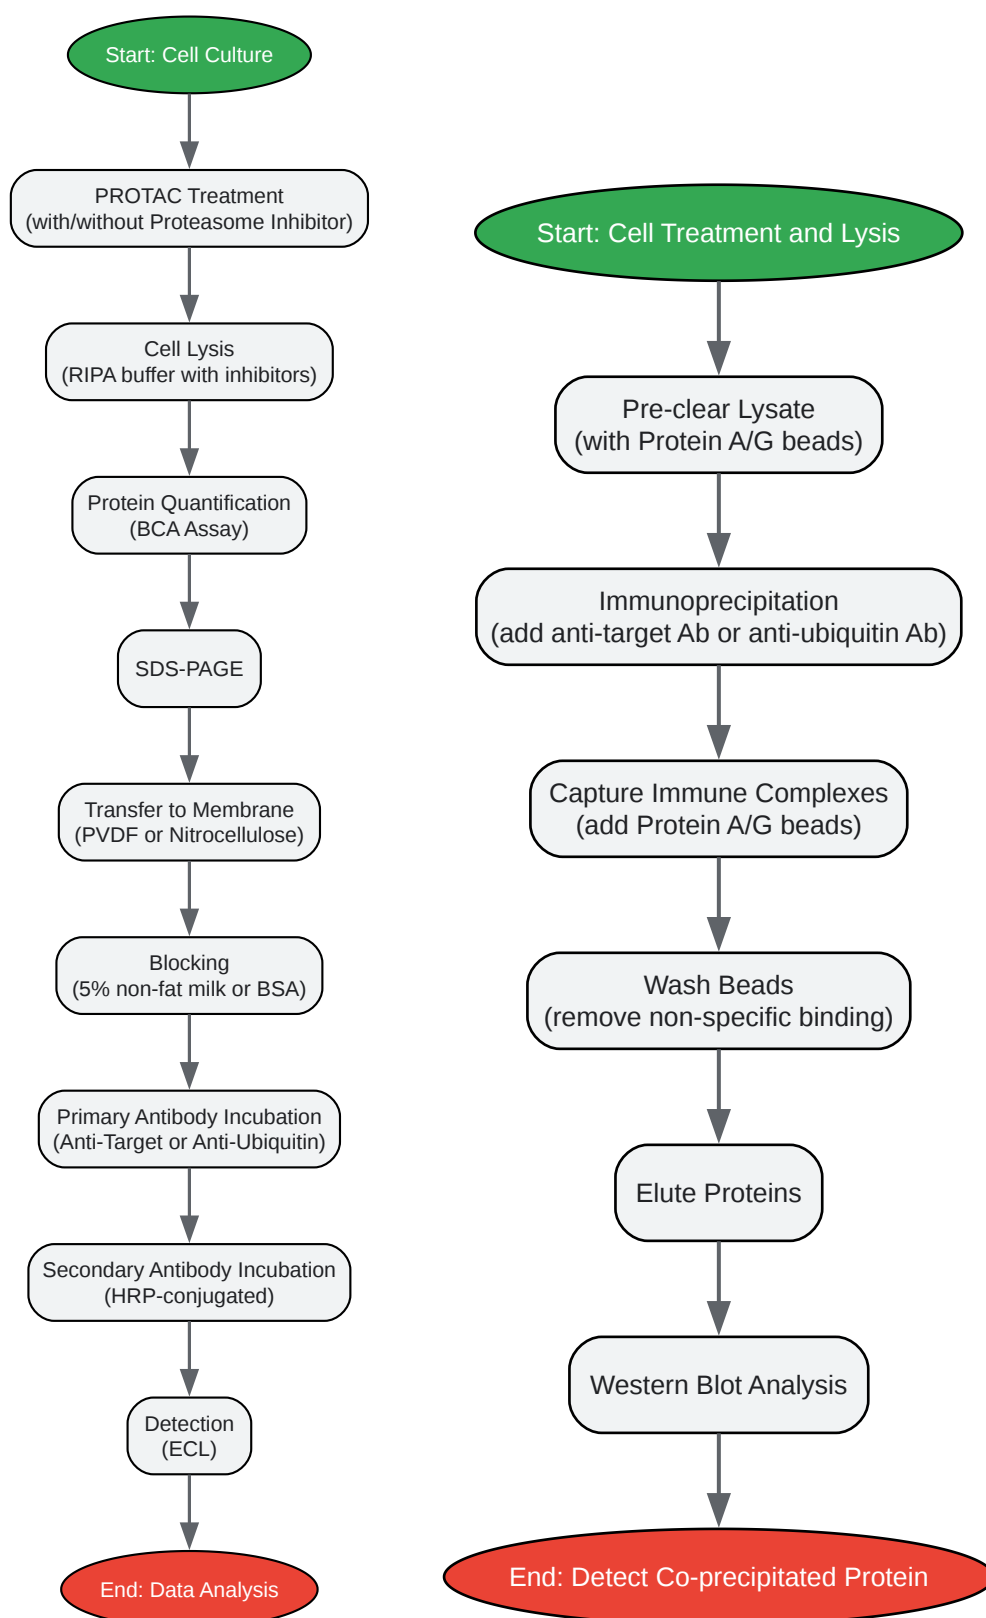 Start: Cell Culture
PROTAC Treatment
(with/without Proteasome Inhibitor)
Cell Lysis
(RIPA buffer with inhibitors)
Protein Quantification
(BCA Assay)
SDS-PAGE
Transfer to Membrane
(PVDF or Nitrocellulose)
Blocking
(5% non-fat milk or BSA)
Primary Antibody Incubation
(Anti-Target or Anti-Ubiquitin)
Secondary Antibody Incubation
(HRP-conjugated)
Detection
(ECL)
End: Data Analysis
Start: Cell Treatment and Lysis
Pre-clear Lysate
(with Protein A/G beads)
Immunoprecipitation
(add anti-target Ab or anti-ubiquitin Ab)
Capture Immune Complexes
(add Protein A/G beads)
Wash Beads
(remove non-specific binding)
Elute Proteins
Western Blot Analysis
End: Detect Co-precipitated Protein